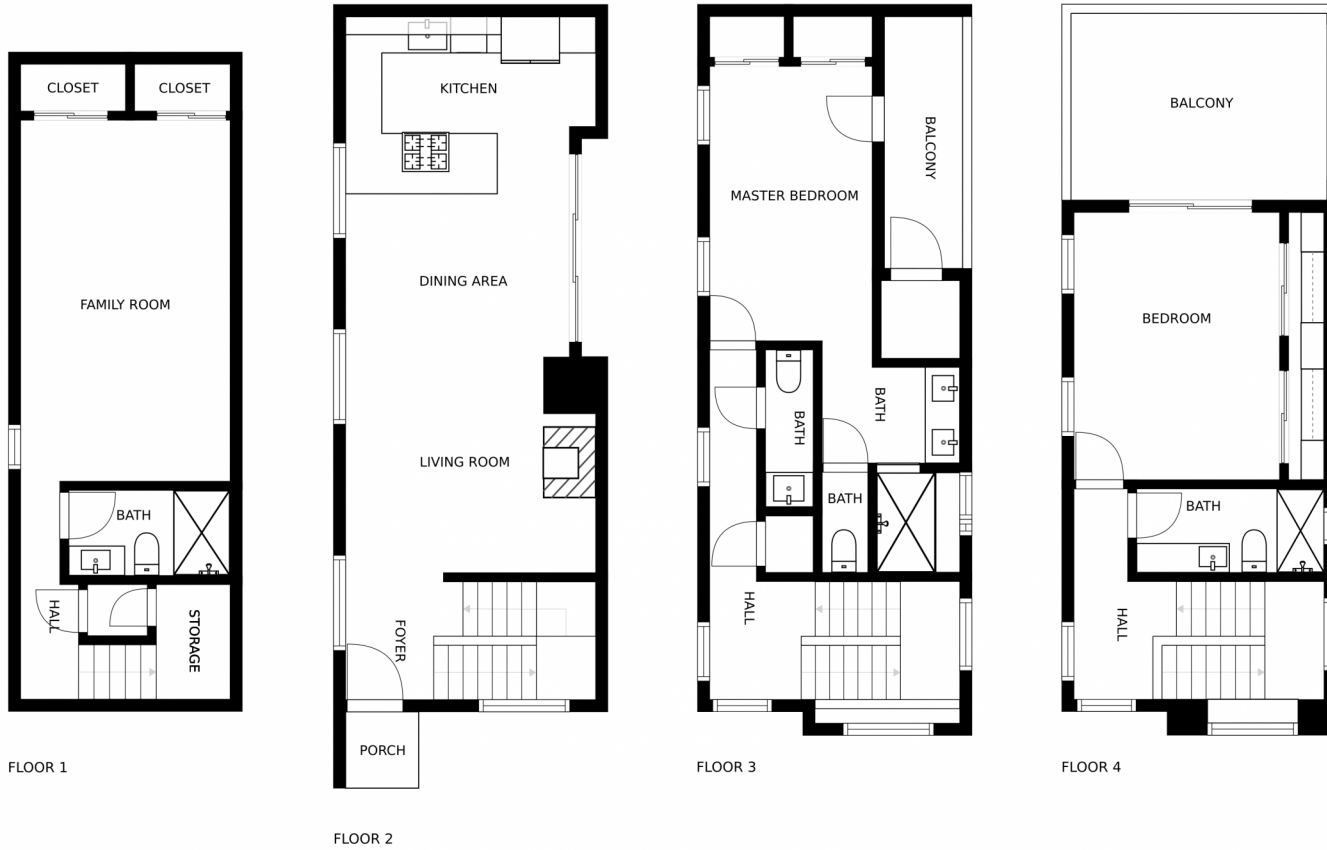 CLOSET
CLOSET
FAMILY ROOM
BATH
HALL
STORAGE
FLOOR 1
KITCHEN
DINING AREA
LIVING ROOM
FOYER
PORCH
FLOOR 2
BALCONY
MASTER BEDROOM
BATH
BATH
BATH
HALL
FLOOR 3
BALCONY
BEDROOM
BATH
HALL
FLOOR 4